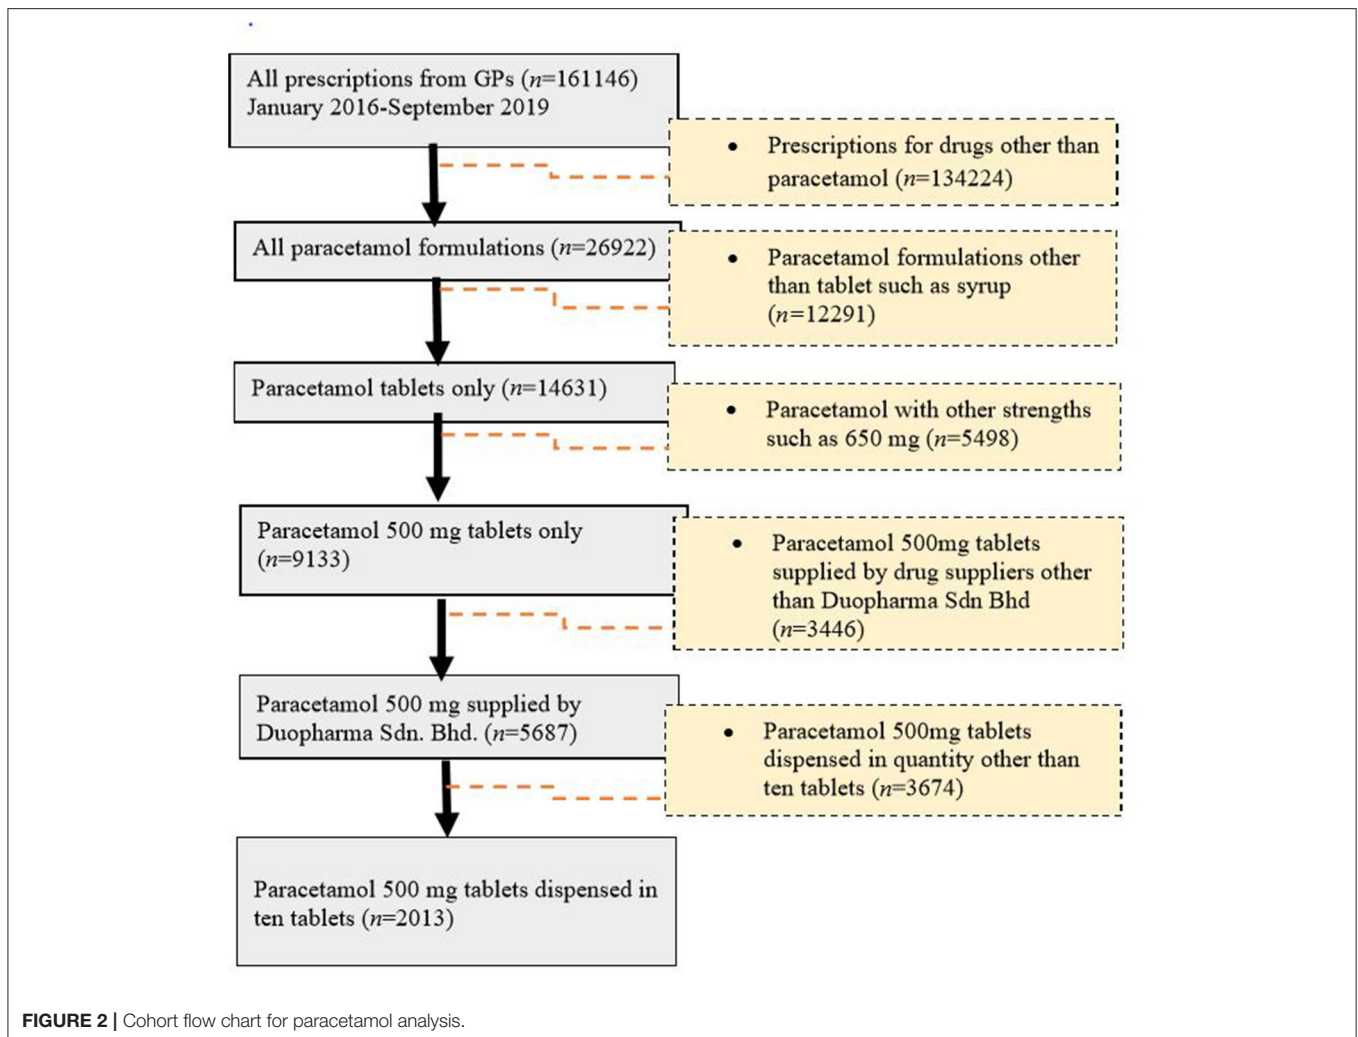 All prescriptions from GPs (n=161146)
January 2016-September 2019
• Prescriptions for drugs other than
paracetamol (n=134224)
All paracetamol formulations (n=26922)
• Paracetamol formulations other
than tablet such as syrup
(n=12291)
Paracetamol tablets only (n=14631)
• Paracetamol with other strengths
such as 650 mg (n=5498)
Paracetamol 500 mg tablets only
(n=9133)
• Paracetamol 500mg tablets
supplied by drug suppliers other
than Duopharma Sdn Bhd
(n=3446)
Paracetamol 500 mg supplied by
Duopharma Sdn. Bhd. (n=5687)
• Paracetamol 500mg tablets
dispensed in quantity other than
ten tablets (n=3674)
Paracetamol 500 mg tablets dispensed in
ten tablets (n=2013)
FIGURE 2 | Cohort flow chart for paracetamol analysis.